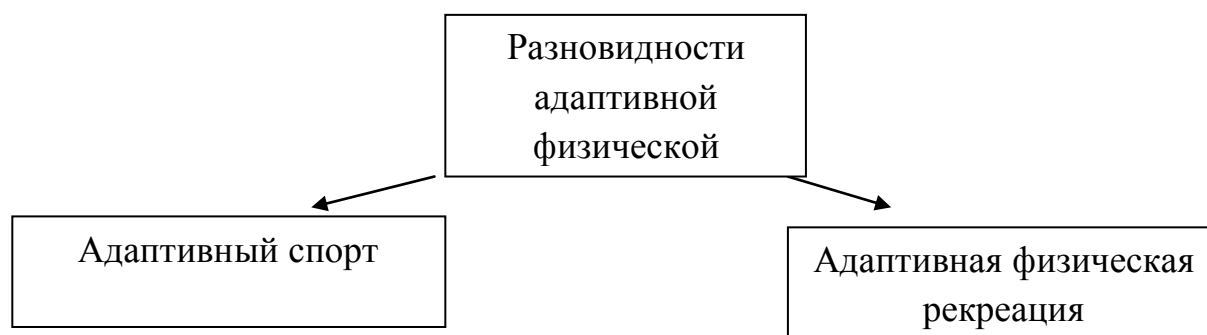 Разновидности
адаптивной
физической
Адаптивный спорт
Адаптивная физическая
рекреация